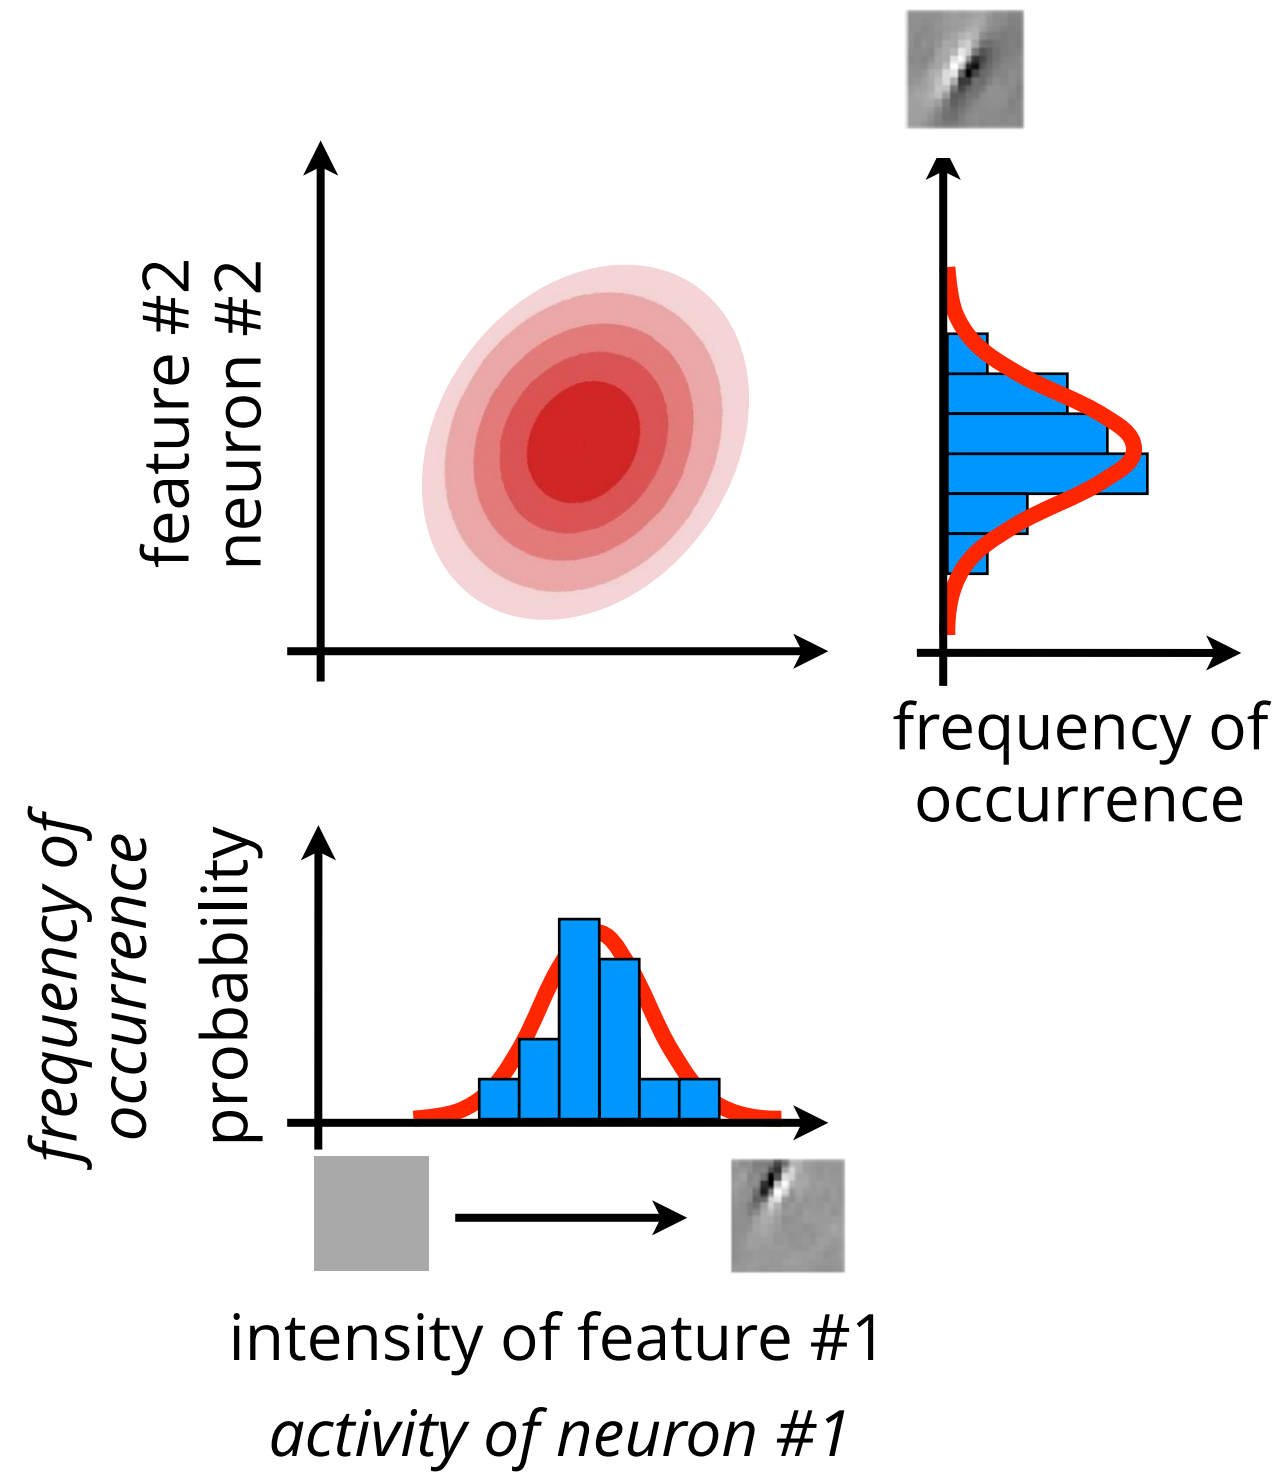 feature #2
neuron #2
frequency of
occurrence
frequency of
occurrence
probability
intensity of feature #1
activity of neuron #1